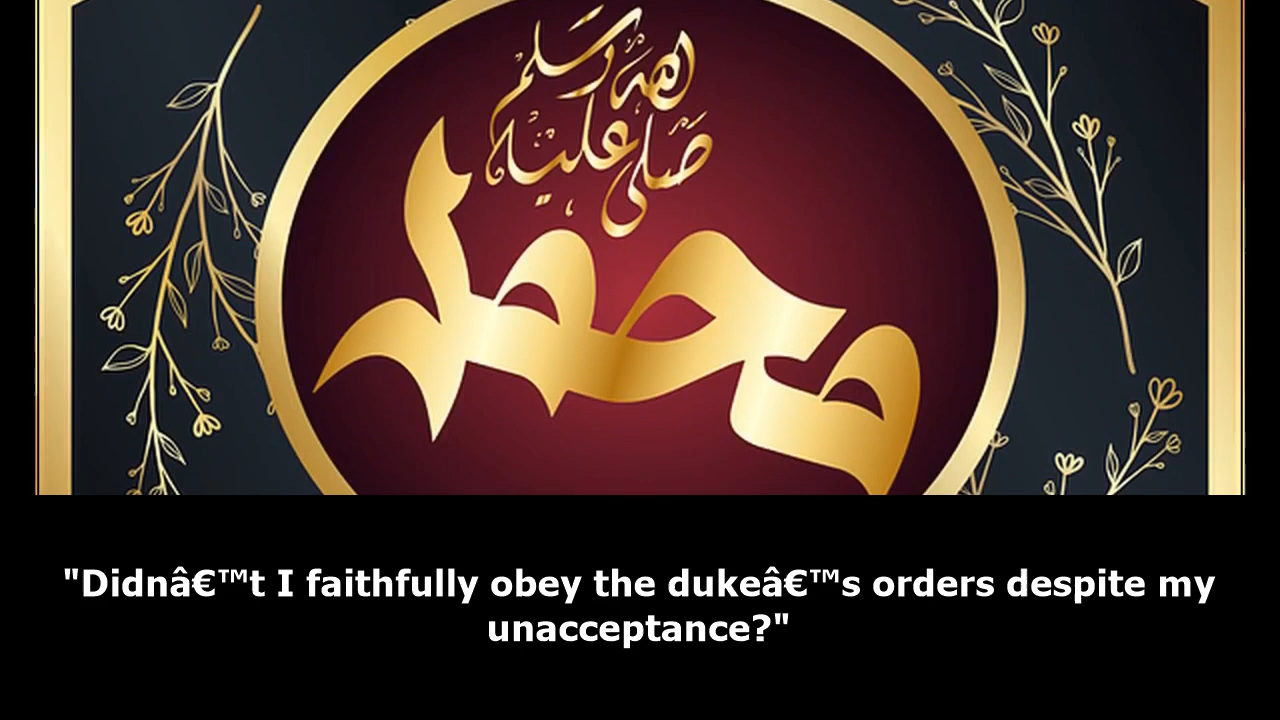 صلى الله عليه وسلم
محمد
"Didnâ€™t I faithfully obey the dukeâ€™s orders despite my
unacceptance?"